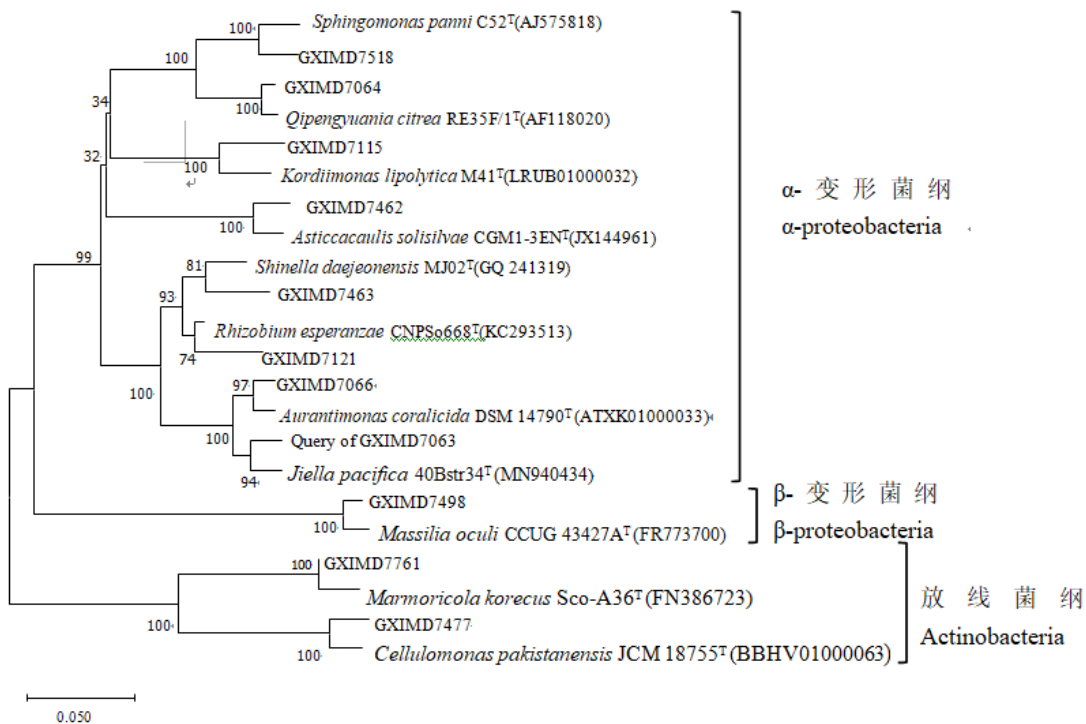 100
Sphingomonas panni C52ᵀ(AJ575818)
GXIMD7518
100
GXIMD7064
100
Qipengyuania citrea RE35F/1ᵀ(AF118020)
34
GXIMD7115
100
Kordiimonas lipolytica M41ᵀ(LRUB01000032)
32
GXIMD7462
100
Asticcacaulis solisilvae CGM1-3ENᵀ(JX144961)
99
81
Shinella daejeonensis MJ02ᵀ(GQ 241319)
GXIMD7463
93
Rhizobium esperanzae CNPSo668ᵀ(KC293513)
74
GXIMD7121
100
97
GXIMD7066
Aurantimonas coralicida DSM 14790ᵀ(ATXK01000033)
100
Query of GXIMD7063
94
Jiella pacifica 40Bstr34ᵀ(MN940434)
α- 变形菌纲
α-proteobacteria
GXIMD7498
100
Massilia oculi CCUG 43427Aᵀ(FR773700)
β- 变形菌纲
β-proteobacteria
100
GXIMD7761
Marmoricola korecus Sco-A36ᵀ(FN386723)
100
GXIMD7477
100
Cellulomonas pakistanensis JCM 18755ᵀ(BBHV01000063)
放线菌纲
Actinobacteria
0.050